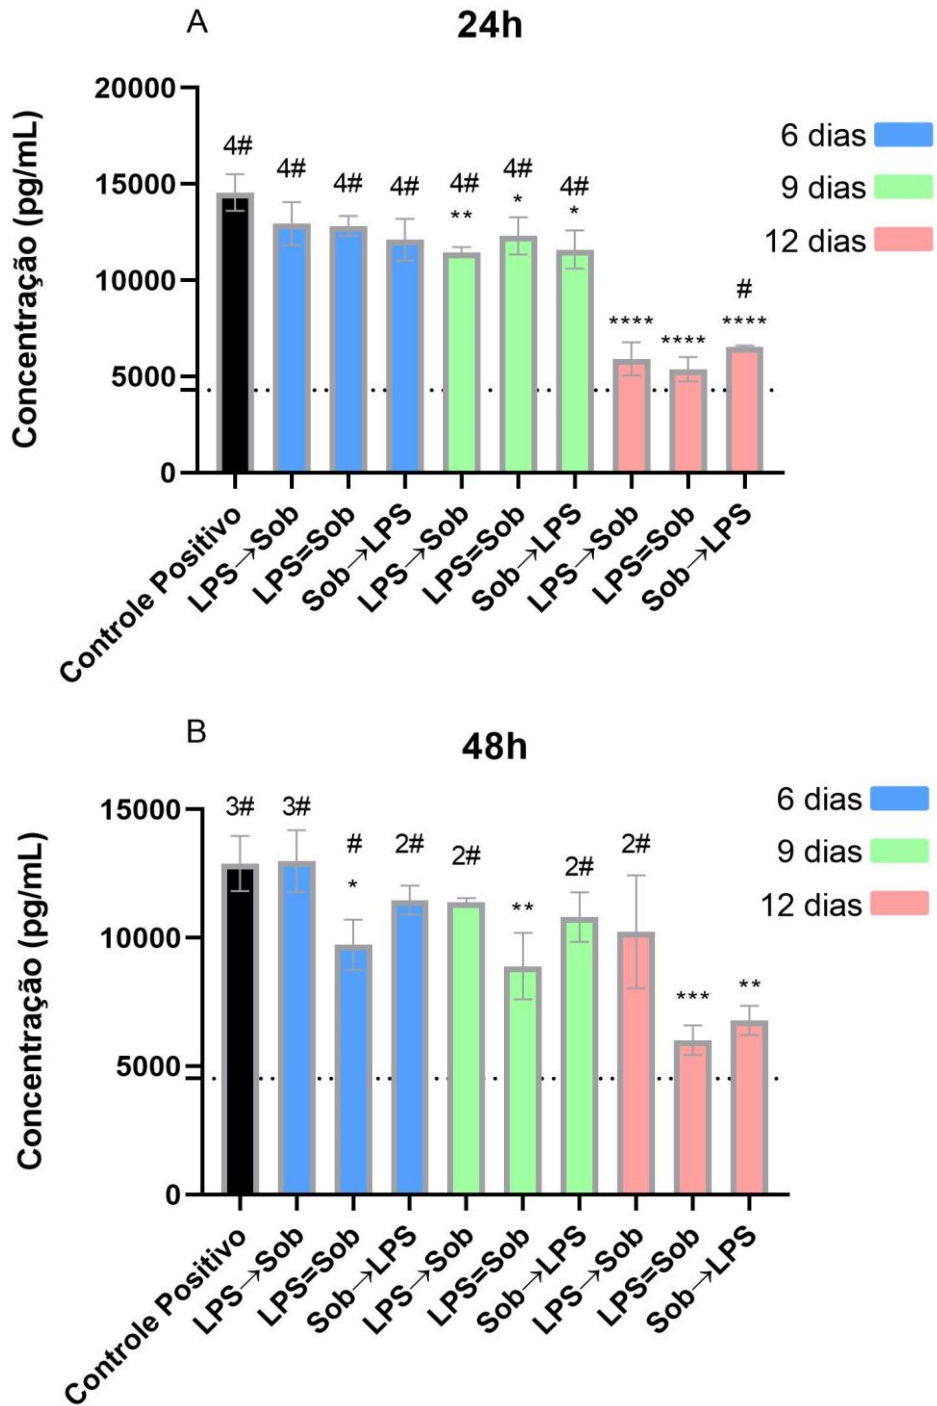 A
24h
Concentração (pg/mL)
20000
15000
10000
5000
0
4#
4#
4#
4#
4#
**
4#
*
4#
*
****
****
#
****
6 dias
9 dias
12 dias
Controle Positivo
LPS→Sob
LPS=Sob
Sob→LPS
LPS→Sob
LPS=Sob
Sob→LPS
LPS→Sob
LPS=Sob
Sob→LPS
B
48h
Concentração (pg/mL)
15000
10000
5000
0
3#
3#
#
*
2#
2#
**
2#
2#
***
**
6 dias
9 dias
12 dias
Controle Positivo
LPS→Sob
LPS=Sob
Sob→LPS
LPS→Sob
LPS=Sob
Sob→LPS
LPS→Sob
LPS=Sob
Sob→LPS